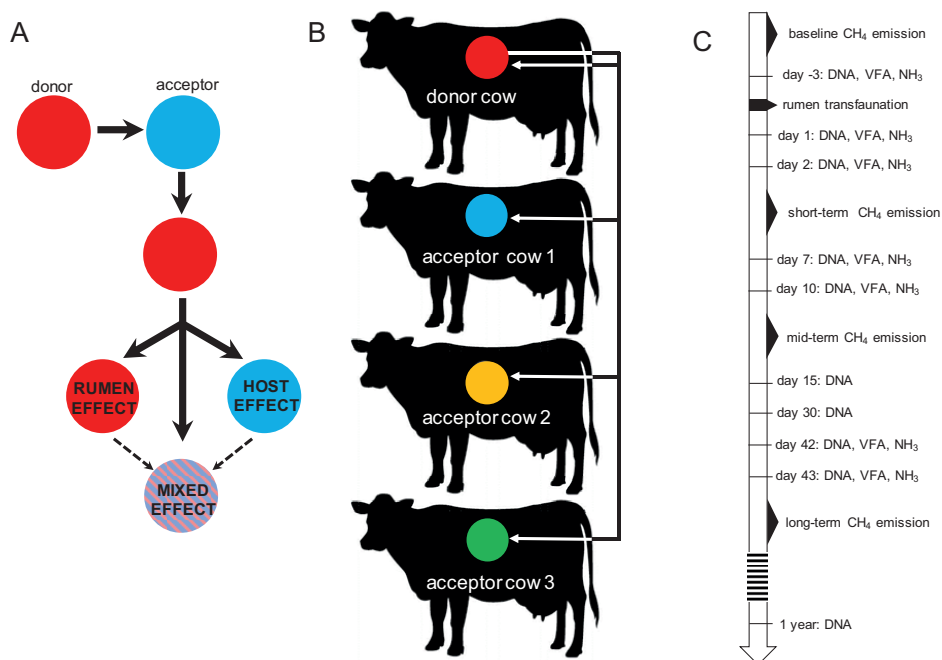 A
donor
acceptor
RUMEN
EFFECT
HOST
EFFECT
MIXED
EFFECT
B
donor cow
acceptor cow 1
acceptor cow 2
acceptor cow 3
C
baseline CH₄ emission
day -3: DNA, VFA, NH₃
rumen transfaunation
day 1: DNA, VFA, NH₃
day 2: DNA, VFA, NH₃
short-term CH₄ emission
day 7: DNA, VFA, NH₃
day 10: DNA, VFA, NH₃
mid-term CH₄ emission
day 15: DNA
day 30: DNA
day 42: DNA, VFA, NH₃
day 43: DNA, VFA, NH₃
long-term CH₄ emission
1 year: DNA